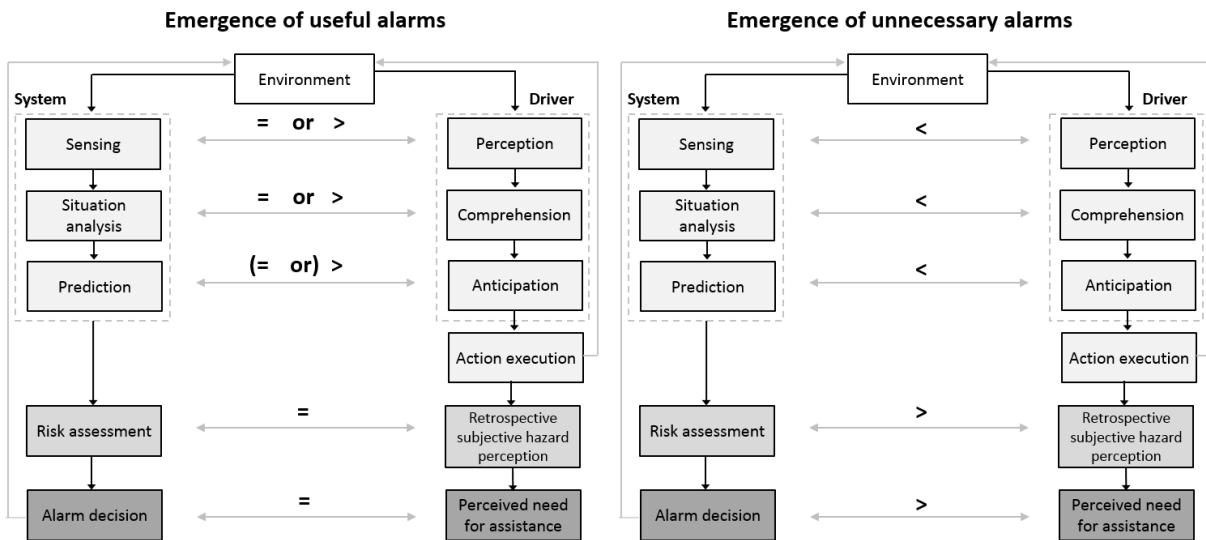 Emergence of useful alarms
Environment
System
Driver
Sensing
= or >
Perception
Situation
analysis
= or >
Comprehension
Prediction
(= or) >
Anticipation
Action execution
Risk assessment
=
Retrospective
subjective hazard
perception
Alarm decision
=
Perceived need
for assistance
Emergence of unnecessary alarms
Environment
System
Driver
Sensing
<
Perception
Situation
analysis
<
Comprehension
Prediction
<
Anticipation
Action execution
Risk assessment
>
Retrospective
subjective hazard
perception
Alarm decision
>
Perceived need
for assistance